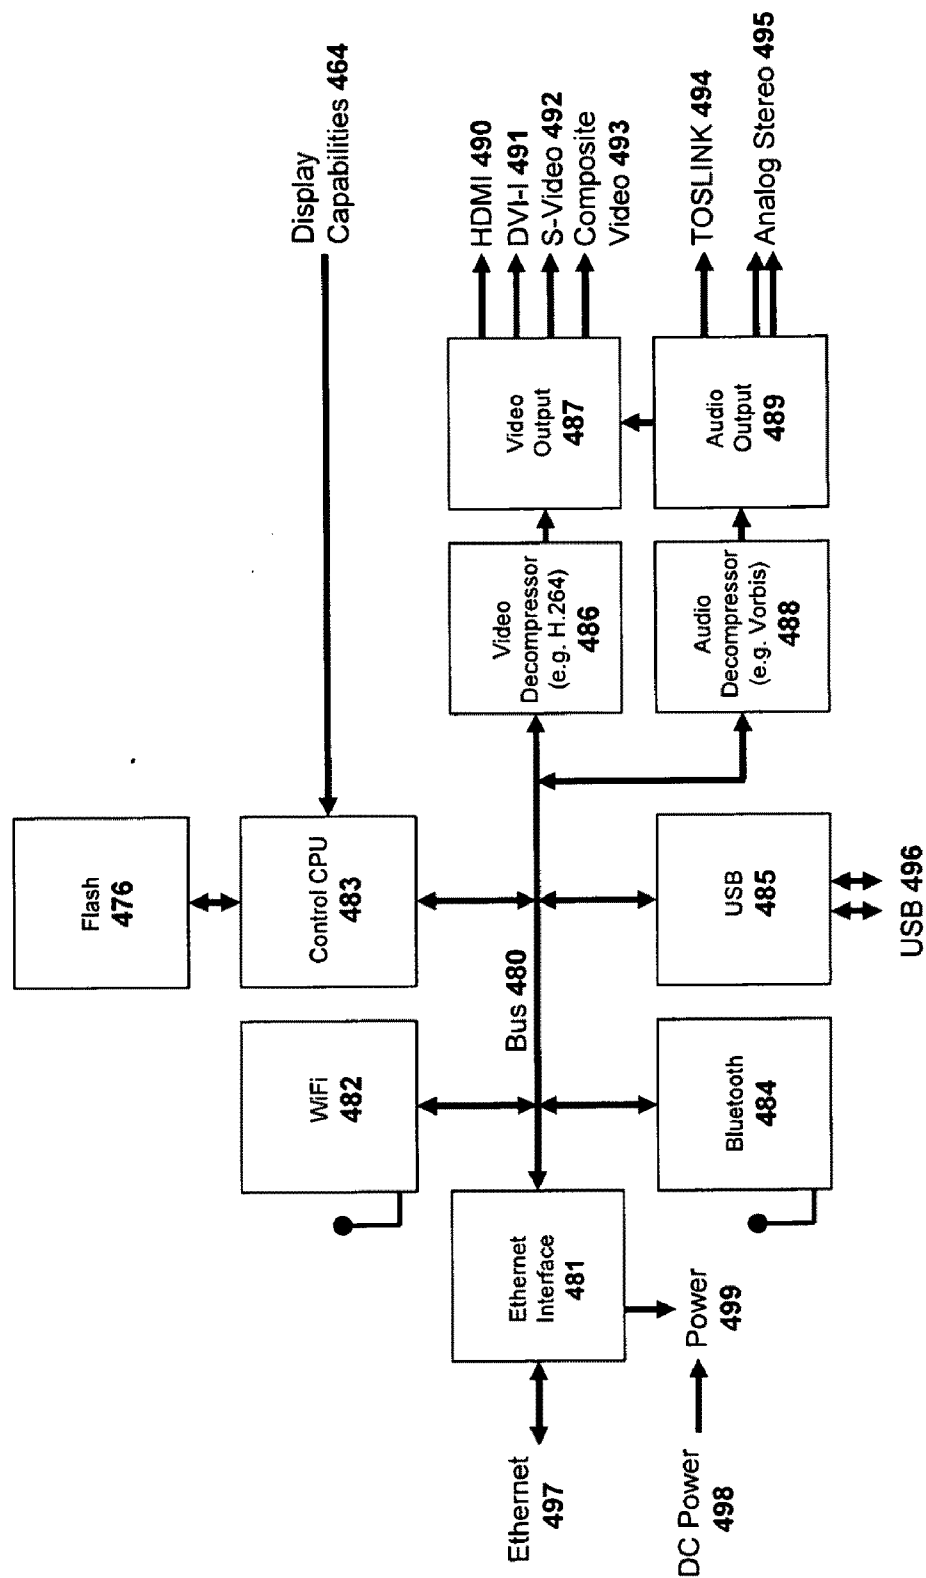 Display
Capabilities 464
Flash
476
Control CPU
483
WiFi
482
HDMI 490
DVI-I 491
S-Video 492
Composite
Video 493
Video
Output
487
Video
Decompressor
(e.g. H.264)
486
Bus 480
Ethernet
Interface
481
Ethernet
497
TOSLINK 494
Analog Stereo 495
Audio
Output
489
Audio
Decompressor
(e.g. Vorbis)
488
USB
485
USB 496
Bluetooth
484
Power
499
DC Power
498